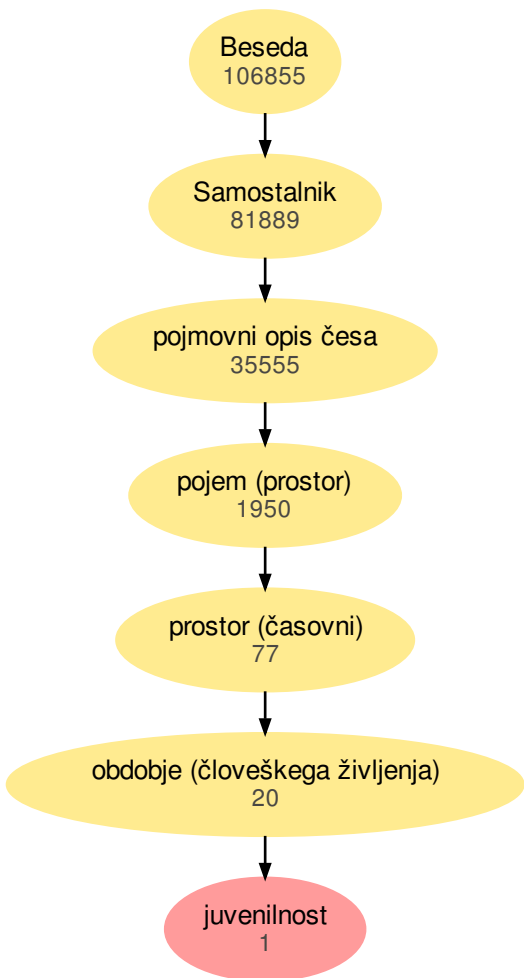 Beseda
106855
Samostalnik
81889
pojmovni opis česa
35555
pojem (prostor)
1950
prostor (časovni)
77
obdobje (človeškega življenja)
20
juvenilnost
1